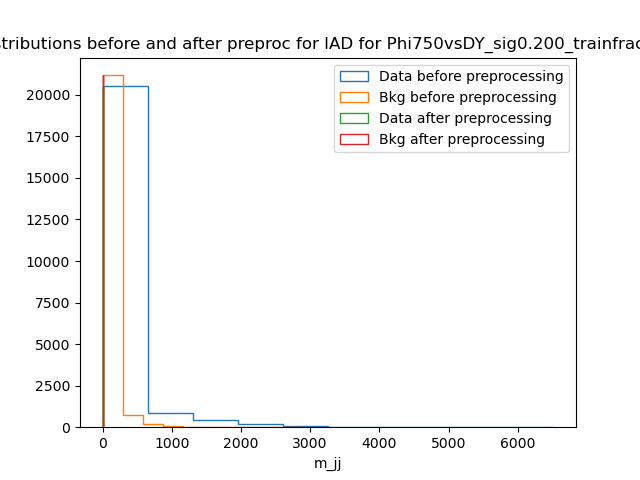 stributions before and after preproc for IAD for Phi750vsDY_sig0.200_trainfrac
Data before preprocessing
Bkg before preprocessing
Data after preprocessing
Bkg after preprocessing
20000
17500
15000
12500
10000
7500
5000
2500
0
0 1000 2000 3000 4000 5000 6000
m_jj